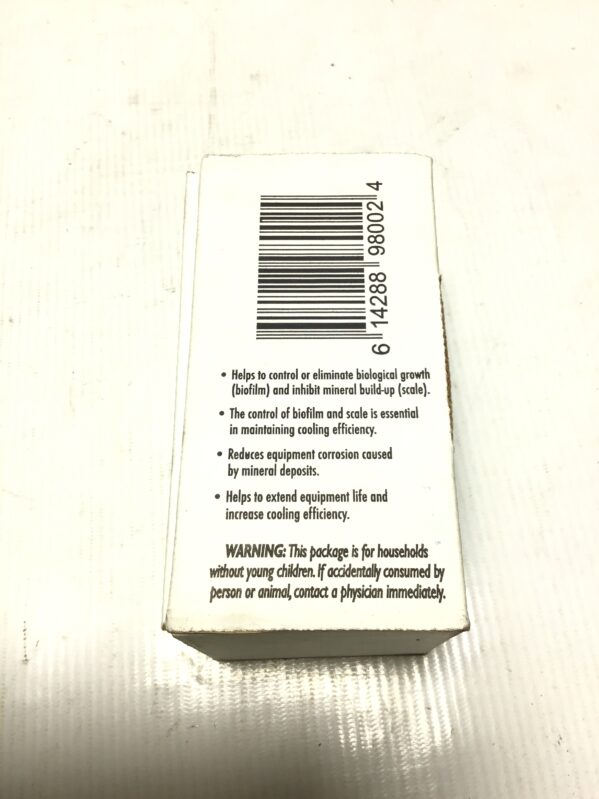 6 14288 98002 4
• Helps to control or eliminate biological growth
(biofilm) and inhibit mineral build-up (scale).
• The control of biofilm and scale is essential
in maintaining cooling efficiency.
• Reduces equipment corrosion caused
by mineral deposits.
• Helps to extend equipment life and
increase cooling efficiency.
WARNING: This package is for households
without young children. If accidentally consumed by
person or animal, contact a physician immediately.